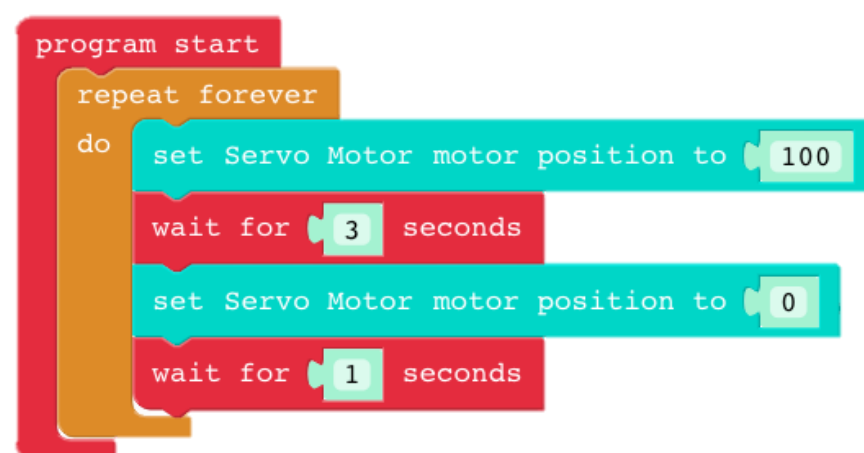 program start
repeat forever
do
set Servo Motor motor position to 100
wait for 3 seconds
set Servo Motor motor position to 0
wait for 1 seconds